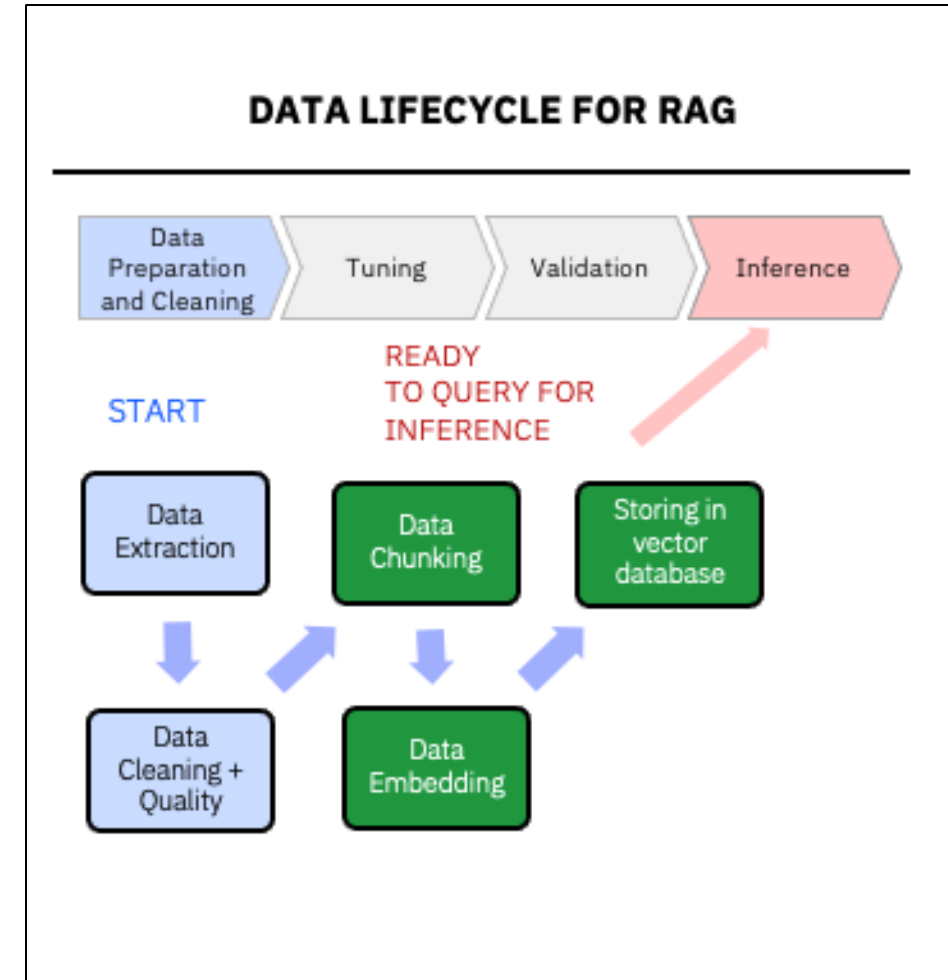 DATA LIFECYCLE FOR RAG
Data
Preparation
and Cleaning
Tuning
Validation
Inference
READY
TO QUERY FOR
INFERENCE
START
Data
Extraction
Data
Chunking
Storing in
vector
database
Data
Cleaning +
Quality
Data
Embedding